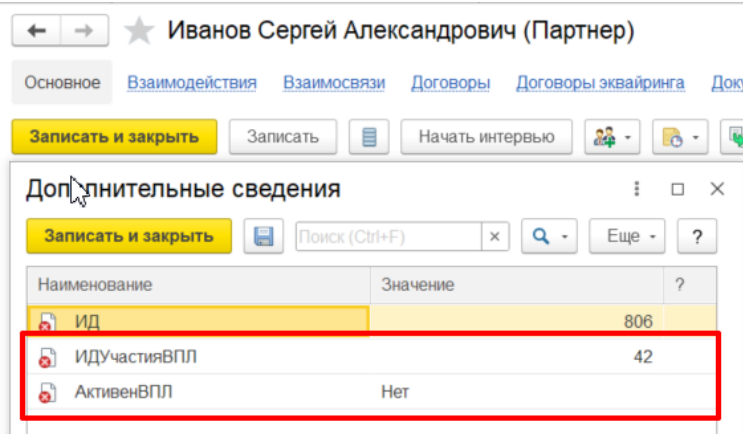 Иванов Сергей Александрович (Партнер)
Основное Взаимодействия Взаимосвязи Договоры Договоры эквайринга
Записать и закрыть Записать Начать интервью
Дополнительные сведения
Записать и закрыть Поиск (Ctrl+F) × Еще ?
Наименование Значение ?
ИД 806
ИДУчастияВПЛ 42
АктивенВПЛ Нет